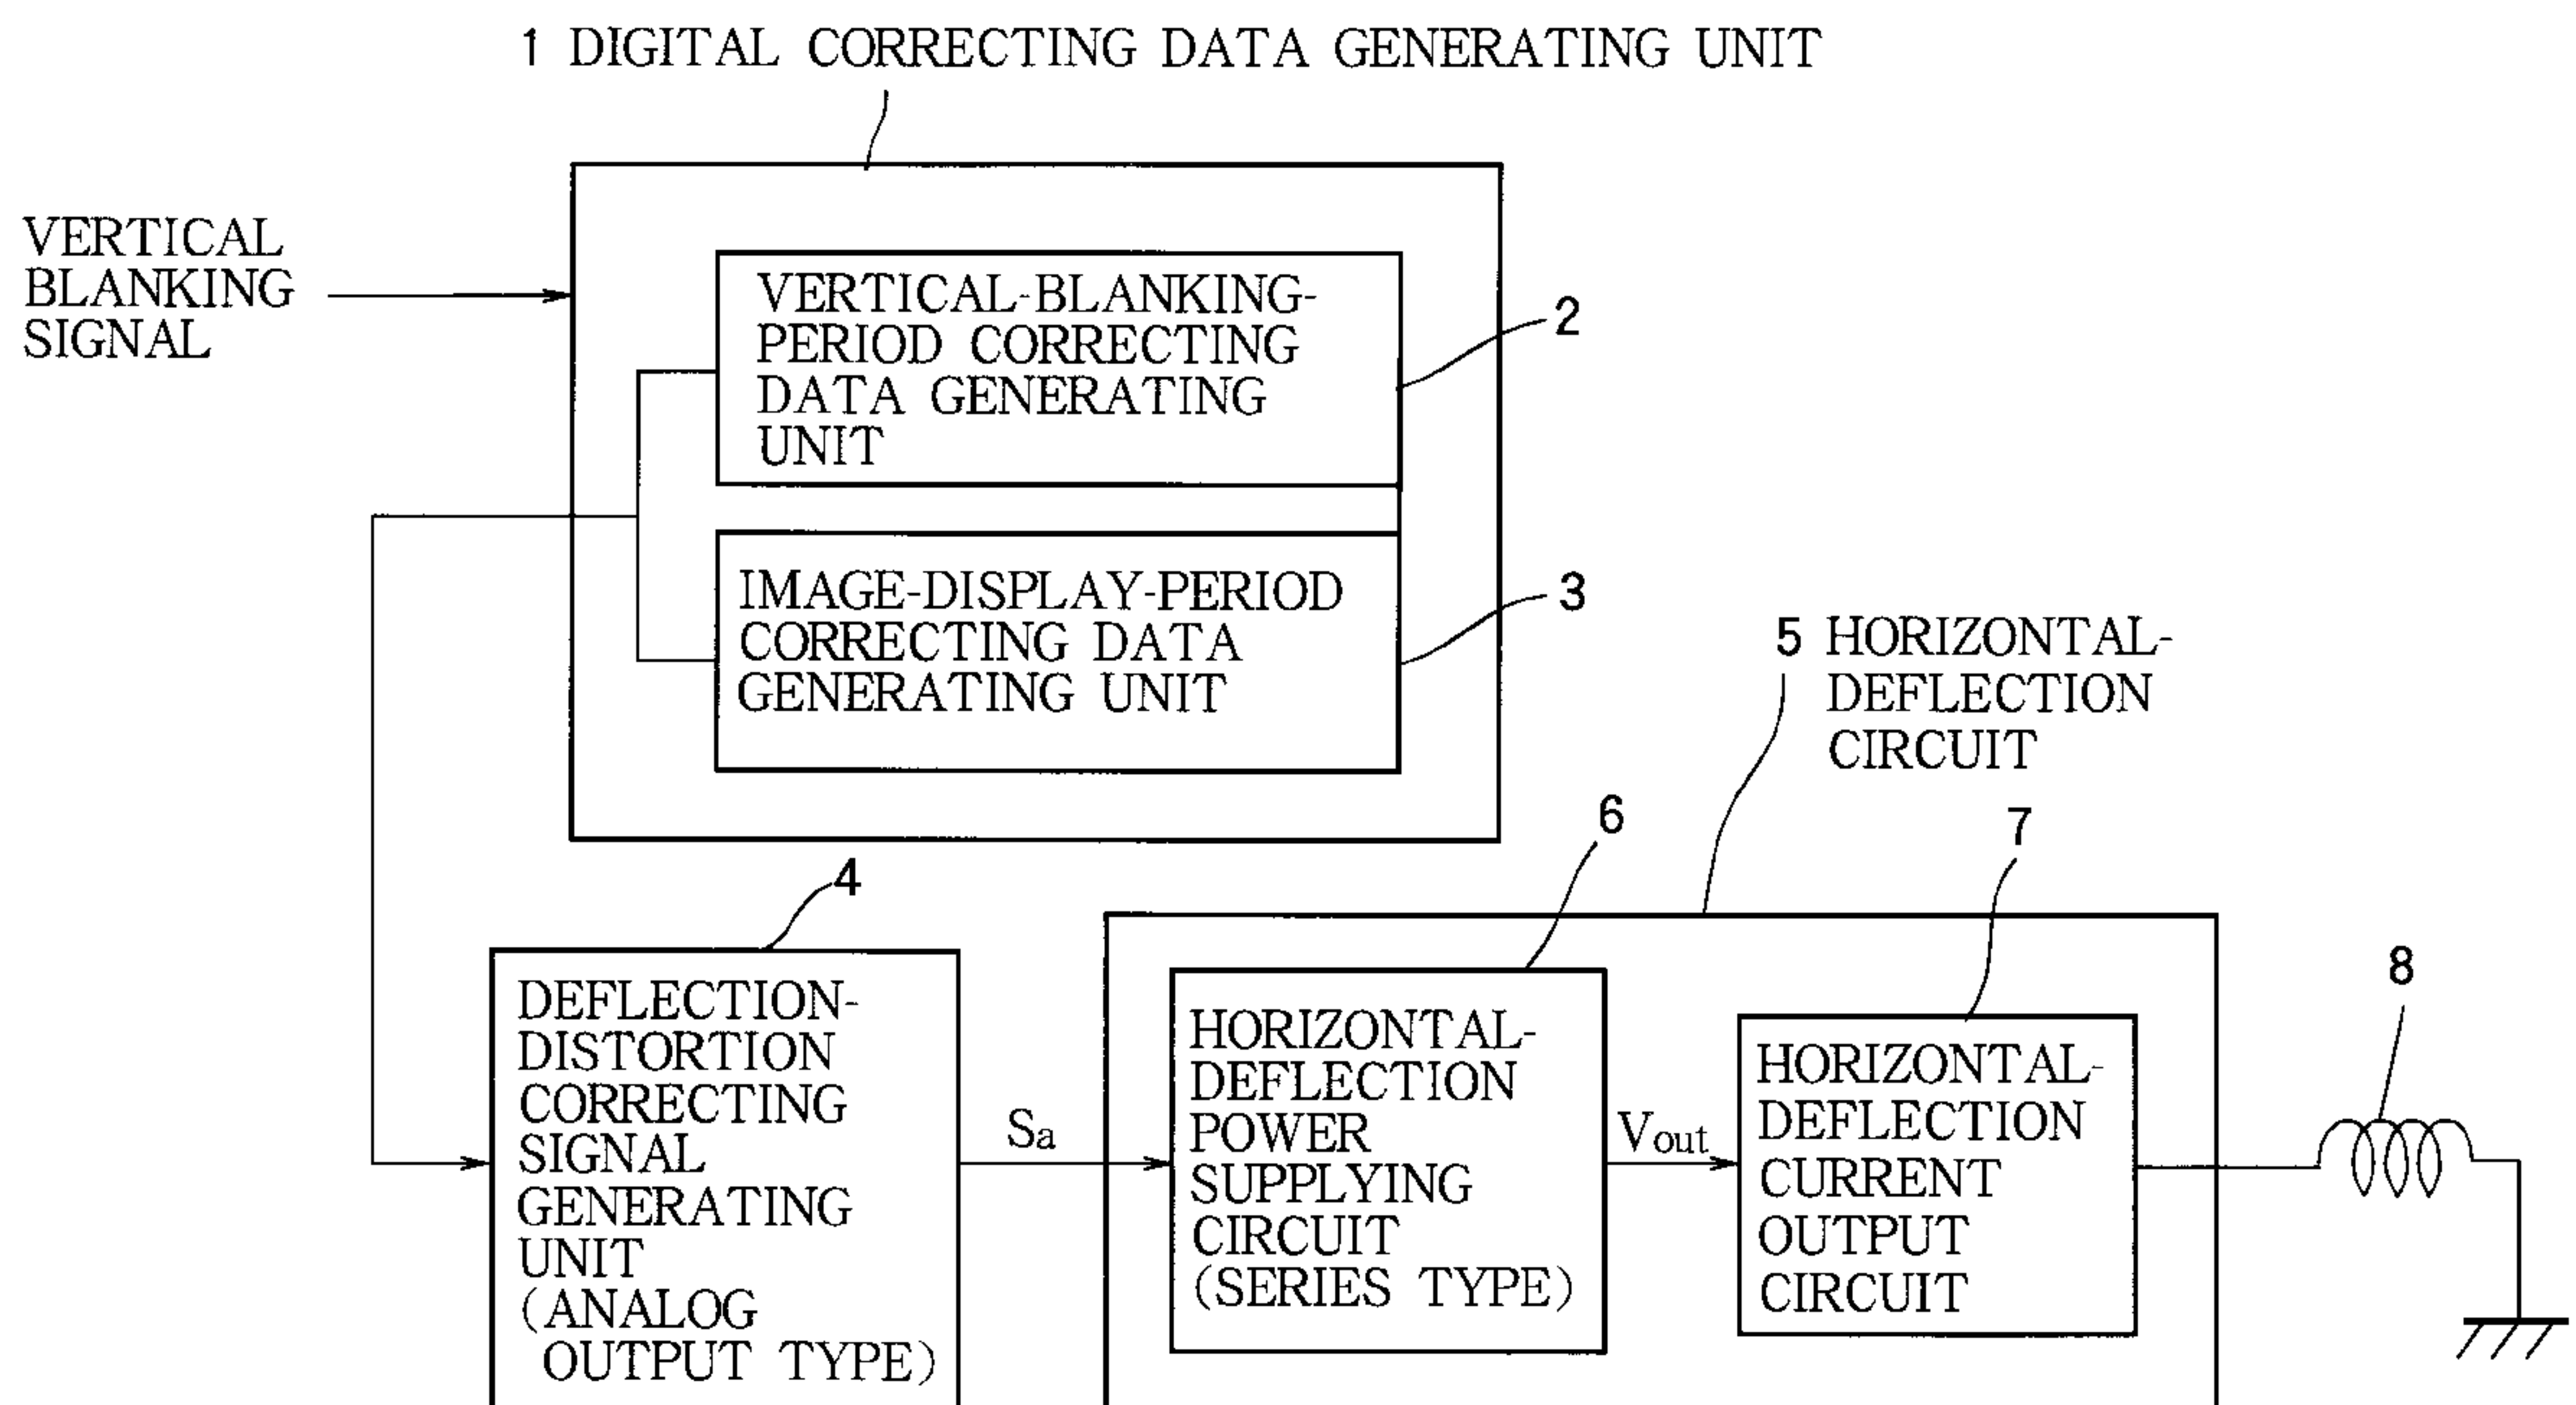 1 DIGITAL CORRECTING DATA GENERATING UNIT
VERTICAL
BLANKING
SIGNAL
VERTICAL-BLANKING-
PERIOD CORRECTING
DATA GENERATING
UNIT
2
IMAGE-DISPLAY-PERIOD
CORRECTING DATA
GENERATING UNIT
3
5 HORIZONTAL-
DEFLECTION
CIRCUIT
4
6
7
8
DEFLECTION-
DISTORTION
CORRECTING
SIGNAL
GENERATING
UNIT
(ANALOG
OUTPUT TYPE)
Sa
HORIZONTAL-
DEFLECTION
POWER
SUPPLYING
CIRCUIT
(SERIES TYPE)
Vout
HORIZONTAL-
DEFLECTION
CURRENT
OUTPUT
CIRCUIT